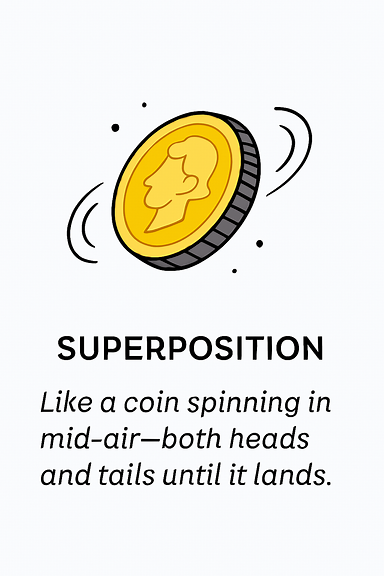 SUPERPOSITION
Like a coin spinning in
mid-air—both heads
and tails until it lands.